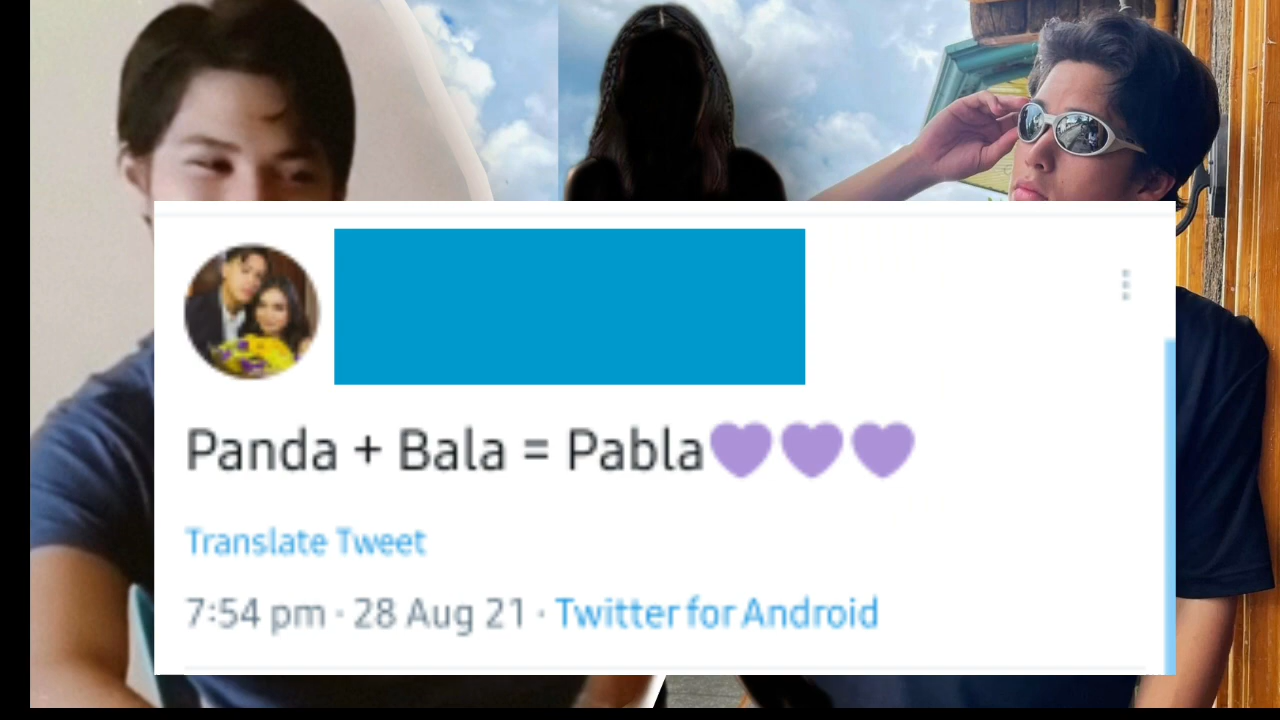 Panda + Bala = Pabla💜💜💜
Translate Tweet
7:54 pm · 28 Aug 21 · Twitter for Android